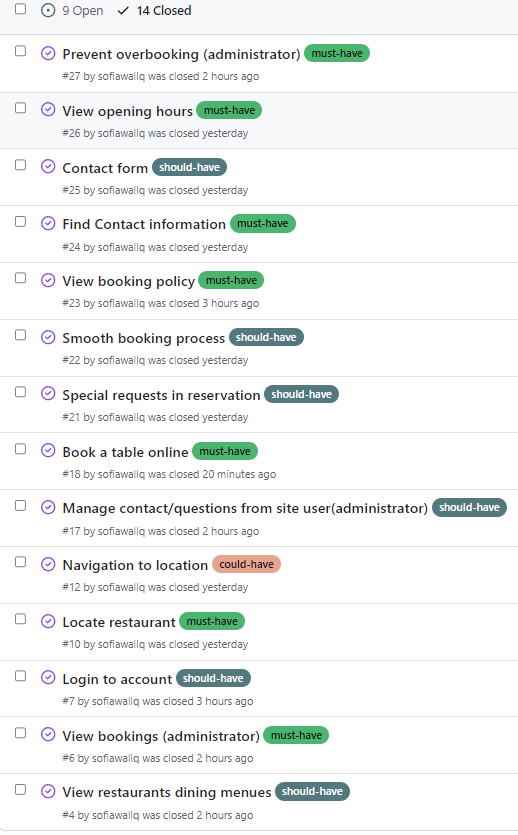 9 Open 14 Closed
Prevent overbooking (administrator) must-have
#27 by sofiawallq was closed 2 hours ago
View opening hours must-have
#26 by sofiawallq was closed yesterday
Contact form should-have
#25 by sofiawallq was closed yesterday
Find Contact information must-have
#24 by sofiawallq was closed yesterday
View booking policy must-have
#23 by sofiawallq was closed 3 hours ago
Smooth booking process should-have
#22 by sofiawallq was closed yesterday
Special requests in reservation should-have
#21 by sofiawallq was closed yesterday
Book a table online must-have
#18 by sofiawallq was closed 20 minutes ago
Manage contact/questions from site user(administrator) should-have
#17 by sofiawallq was closed 2 hours ago
Navigation to location could-have
#12 by sofiawallq was closed yesterday
Locate restaurant must-have
#10 by sofiawallq was closed yesterday
Login to account should-have
#7 by sofiawallq was closed 3 hours ago
View bookings (administrator) must-have
#6 by sofiawallq was closed 2 hours ago
View restaurants dining menues should-have
#4 by sofiawallq was closed 2 hours ago